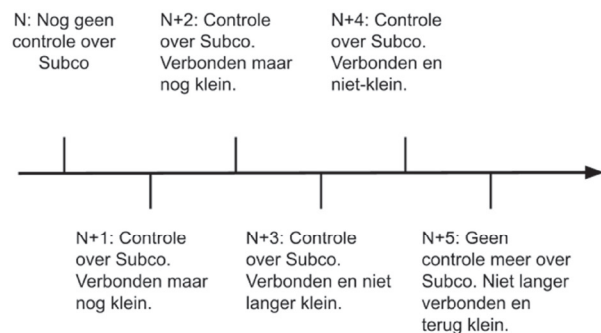 N: Nog geen
controle over
Subco
N+2: Controle
over Subco.
Verbonden maar
nog klein.
N+4: Controle
over Subco.
Verbonden en
niet-klein.
N+1: Controle
over Subco.
Verbonden maar
nog klein.
N+3: Controle
over Subco.
Verbonden en niet
langer klein.
N+5: Geen
controle meer over
Subco. Niet langer
verbonden en
terug klein.